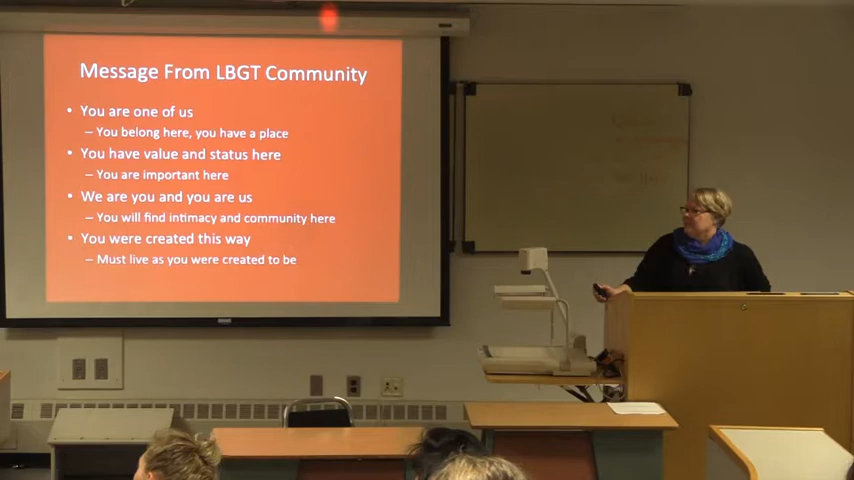 Message From LBGT Community
• You are one of us
– You belong here, you have a place
• You have value and status here
– You are important here
• We are you and you are us
– You will find intimacy and community here
• You were created this way
– Must live as you were created to be